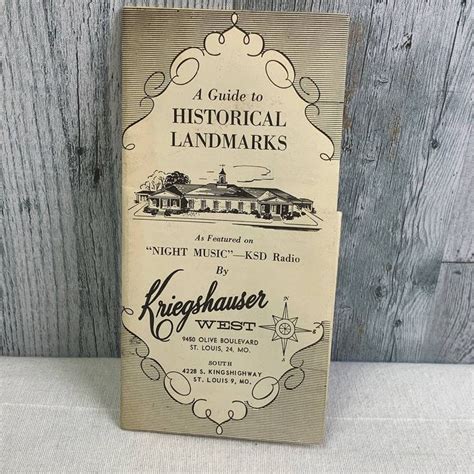 A Guide to
HISTORICAL
LANDMARKS
As Featured on
"NIGHT MUSIC"—KSD Radio
By
Kriegshauser
WEST
9450 OLIVE BOULEVARD
ST. LOUIS, 24, MO.
N
S
SOUTH
4228 S. KINGSHIGHWAY
ST. LOUIS 9, MO.